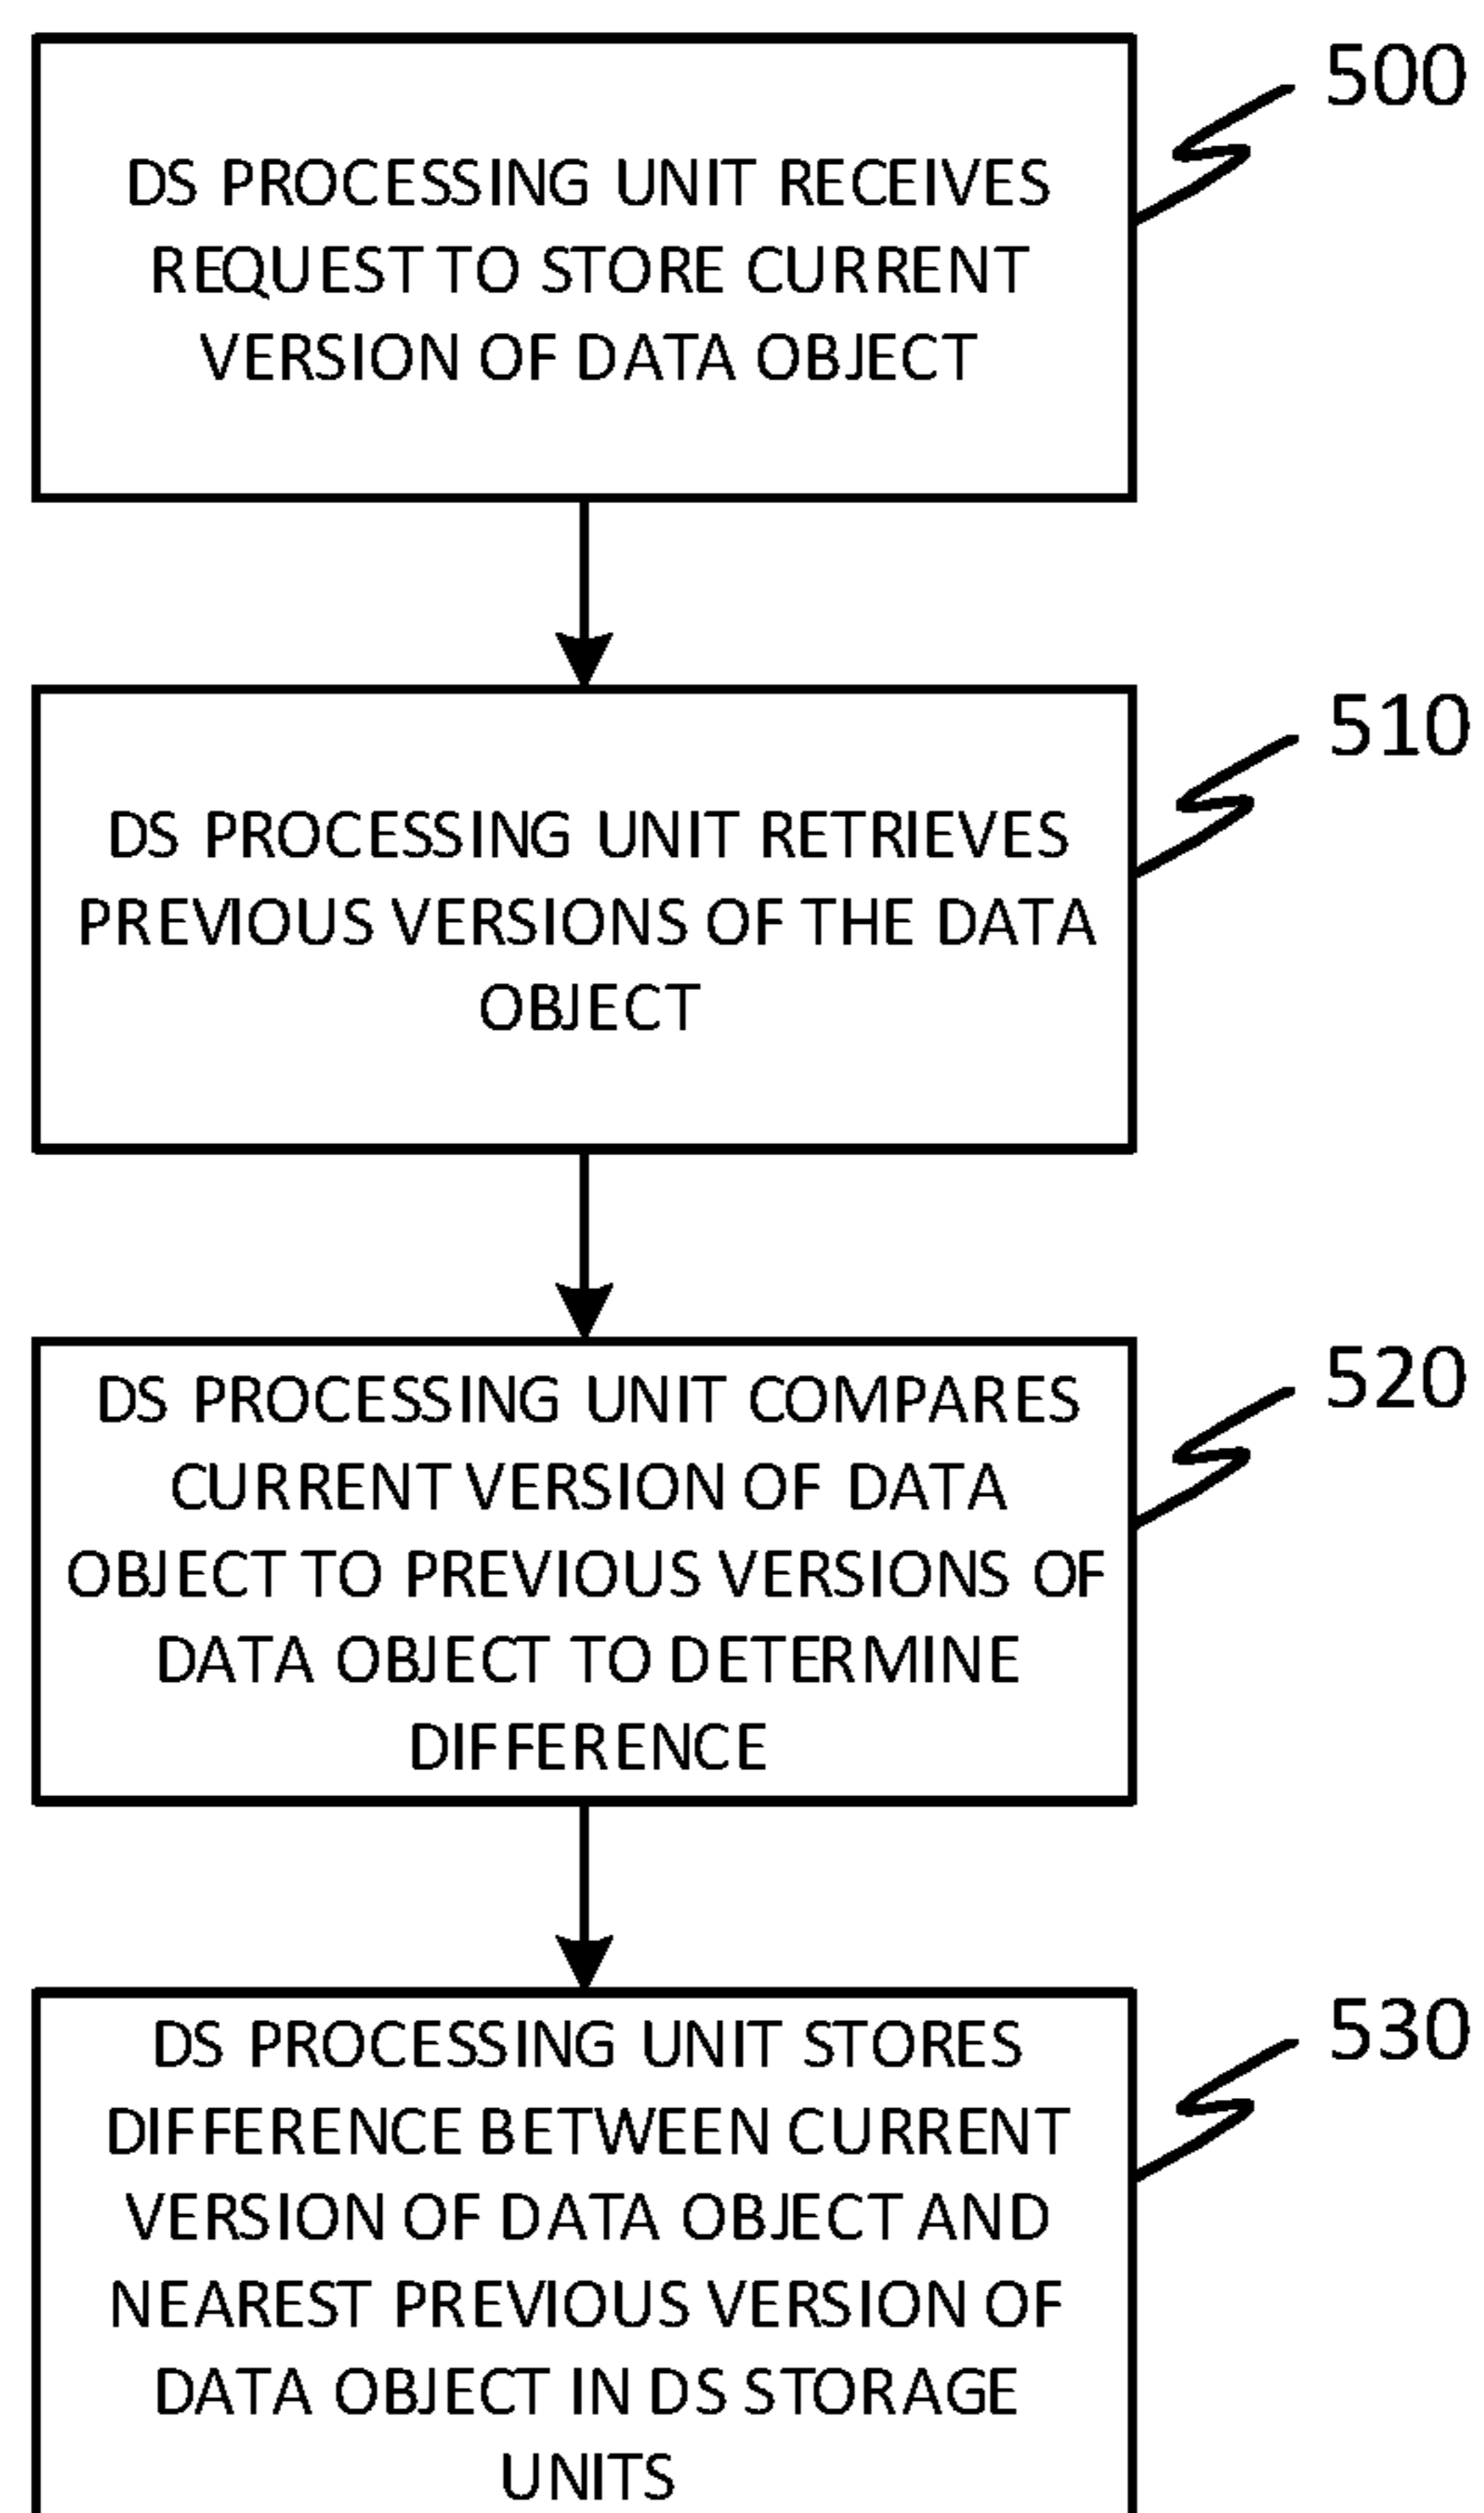 500
DS PROCESSING UNIT RECEIVES
REQUEST TO STORE CURRENT
VERSION OF DATA OBJECT
510
DS PROCESSING UNIT RETRIEVES
PREVIOUS VERSIONS OF THE DATA
OBJECT
520
DS PROCESSING UNIT COMPARES
CURRENT VERSION OF DATA
OBJECT TO PREVIOUS VERSIONS OF
DATA OBJECT TO DETERMINE
DIFFERENCE
530
DS PROCESSING UNIT STORES
DIFFERENCE BETWEEN CURRENT
VERSION OF DATA OBJECT AND
NEAREST PREVIOUS VERSION OF
DATA OBJECT IN DS STORAGE
UNITS